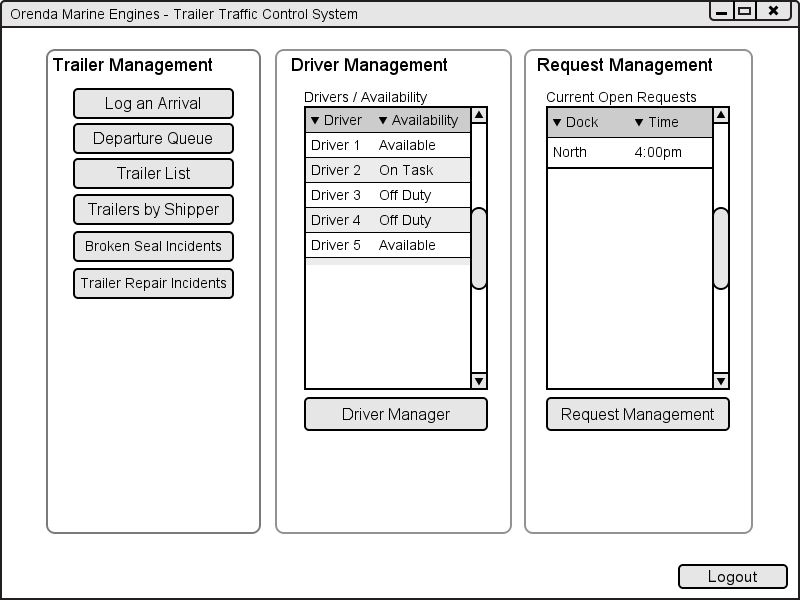 Orenda Marine Engines - Trailer Traffic Control System
Trailer Management
Log an Arrival
Departure Queue
Trailer List
Trailers by Shipper
Broken Seal Incidents
Trailer Repair Incidents
Driver Management
Drivers / Availability
Driver Availability
Driver 1 Available
Driver 2 On Task
Driver 3 Off Duty
Driver 4 Off Duty
Driver 5 Available
Driver Manager
Request Management
Current Open Requests
Dock Time
North 4:00pm
Request Management
Logout